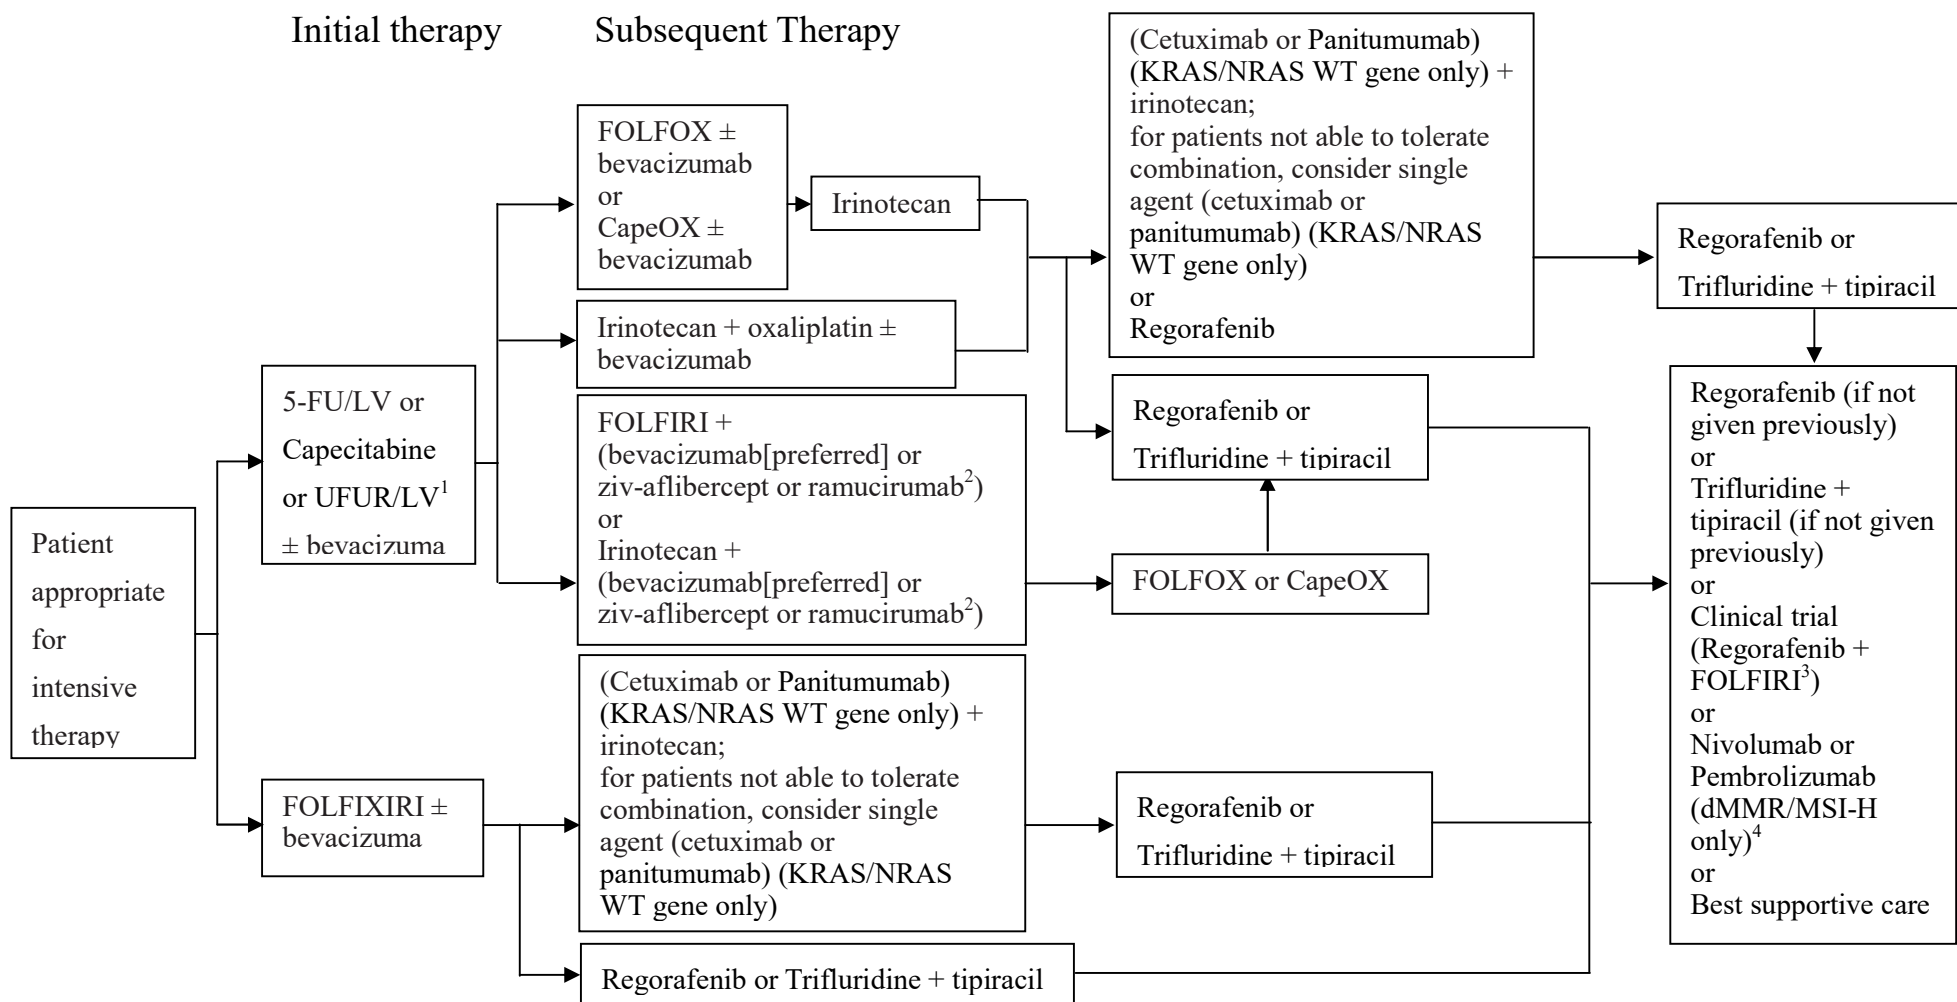 Initial therapy
Subsequent Therapy
Patient
appropriate
for
intensive
therapy
5-FU/LV or
Capecitabine
or UFUR/LV¹
± bevacizuma
FOLFIXIRI ±
bevacizuma
FOLFOX ±
bevacizumab
or
CapeOX ±
bevacizumab
Irinotecan
Irinotecan + oxaliplatin ±
bevacizumab
FOLFIRI +
(bevacizumab[preferred] or
ziv-aflibercept or ramucirumab²)
or
Irinotecan +
(bevacizumab[preferred] or
ziv-aflibercept or ramucirumab²)
(Cetuximab or Panitumumab)
(KRAS/NRAS WT gene only) +
irinotecan;
for patients not able to tolerate
combination, consider single
agent (cetuximab or
panitumumab) (KRAS/NRAS
WT gene only)
Regorafenib or Trifluridine + tipiracil
(Cetuximab or Panitumumab)
(KRAS/NRAS WT gene only) +
irinotecan;
for patients not able to tolerate
combination, consider single
agent (cetuximab or
panitumumab) (KRAS/NRAS
WT gene only)
or
Regorafenib
Regorafenib or
Trifluridine + tipiracil
FOLFOX or CapeOX
Regorafenib or
Trifluridine + tipiracil
Regorafenib or
Trifluridine + tipiracil
Regorafenib (if not
given previously)
or
Trifluridine +
tipiracil (if not given
previously)
or
Clinical trial
(Regorafenib +
FOLFIRI³)
or
Nivolumab or
Pembrolizumab
(dMMR/MSI-H
only)⁴
or
Best supportive care